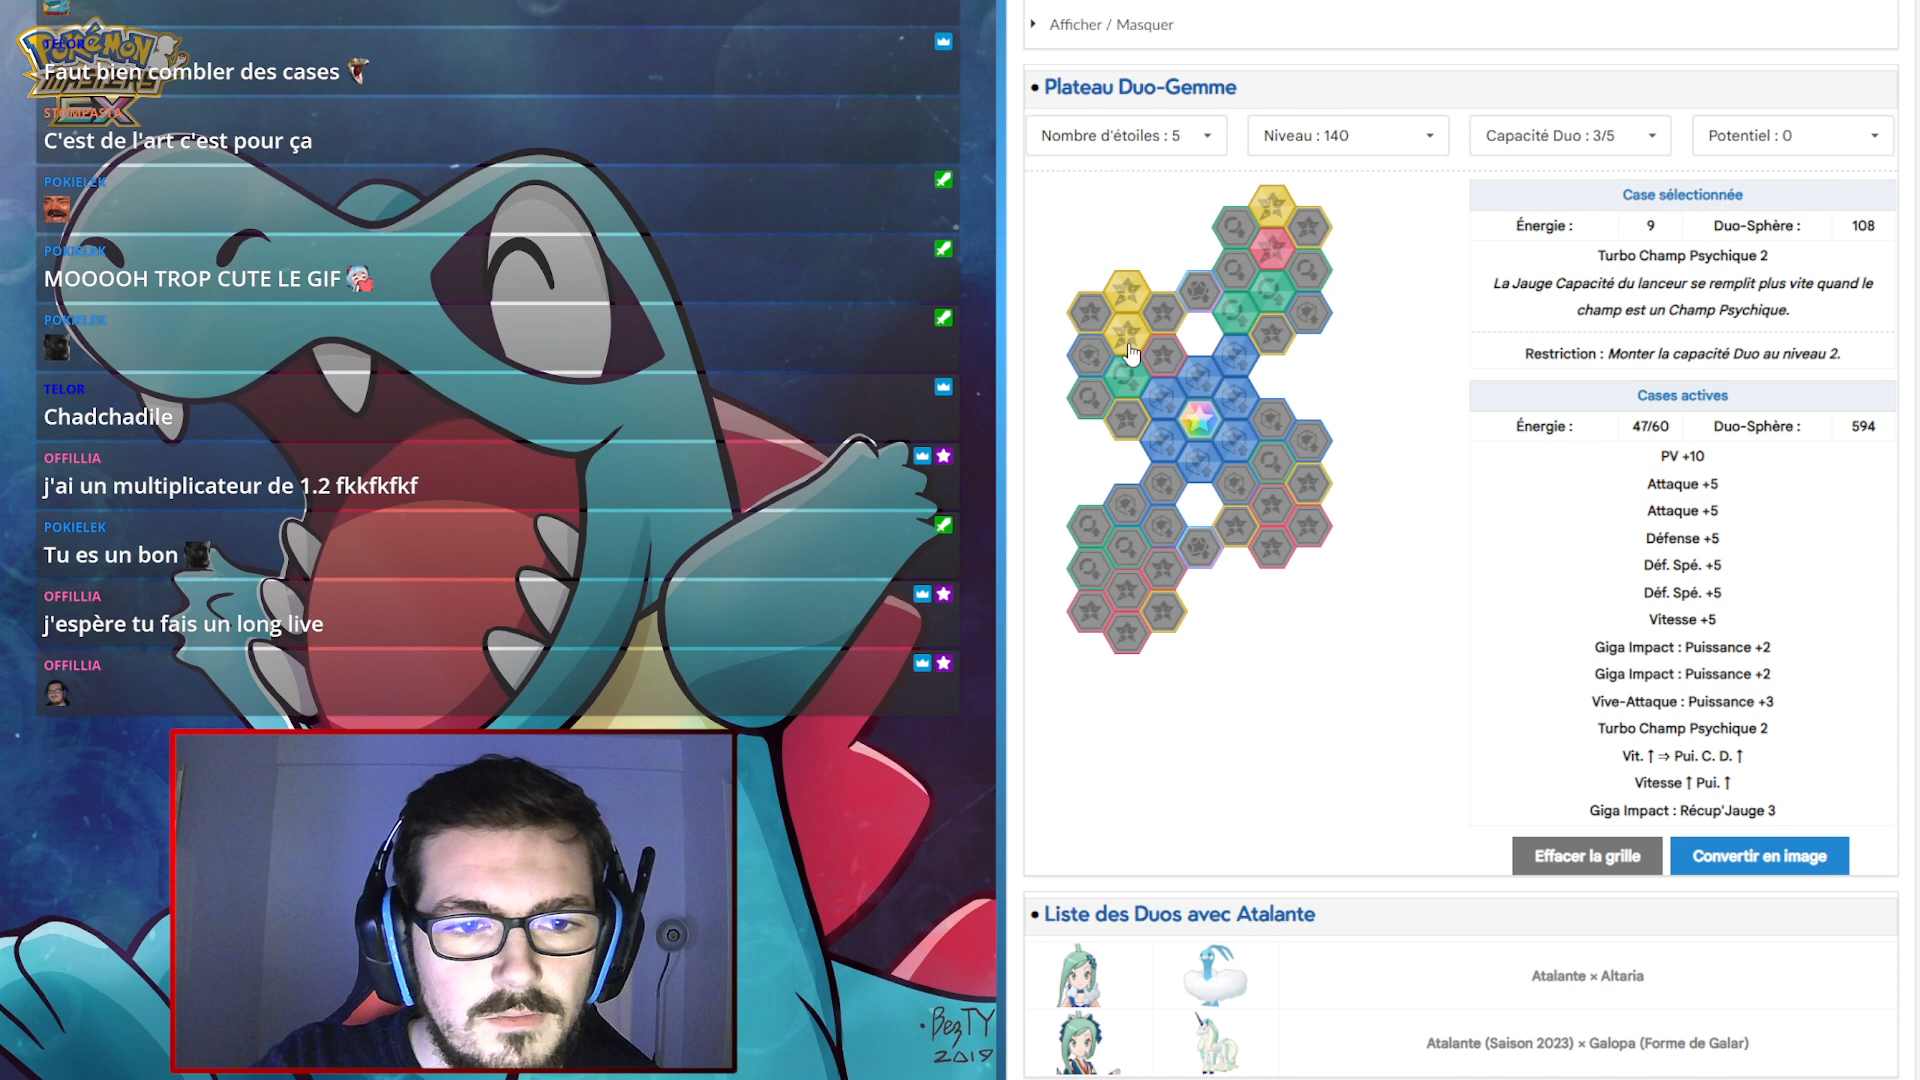 POKÉMON
MASTERS
EX
TELOR
Faut bien combler des cases
STOMPASTA
C'est de l'art c'est pour ça
POKIELEK
POKIELEK
MOOOOH TROP CUTE LE GIF
POKIELEK
TELOR
Chadchadile
OFFILLIA
j'ai un multiplicateur de 1.2 fkkfkfkf
POKIELEK
Tu es un bon
OFFILLIA
j'espère tu fais un long live
OFFILLIA
BezTY
2019
Afficher / Masquer
• Plateau Duo-Gemme
Nombre d'étoiles : 5
Niveau : 140
Capacité Duo : 3/5
Potentiel : 0
Case sélectionnée
Énergie : 9 Duo-Sphère : 108
Turbo Champ Psychique 2
La Jauge Capacité du lanceur se remplit plus vite quand le
champ est un Champ Psychique.
Restriction : Monter la capacité Duo au niveau 2.
Cases actives
Énergie : 47/60 Duo-Sphère : 594
PV +10
Attaque +5
Attaque +5
Défense +5
Déf. Spé. +5
Déf. Spé. +5
Vitesse +5
Giga Impact : Puissance +2
Giga Impact : Puissance +2
Vive-Attaque : Puissance +3
Turbo Champ Psychique 2
Vit. ↑ ⇒ Pui. C. D. ↑
Vitesse ↑ Pui. ↑
Giga Impact : Récup'Jauge 3
Effacer la grille
Convertir en image
• Liste des Duos avec Atalante
Atalante × Altaria
Atalante (Saison 2023) × Galopa (Forme de Galar)